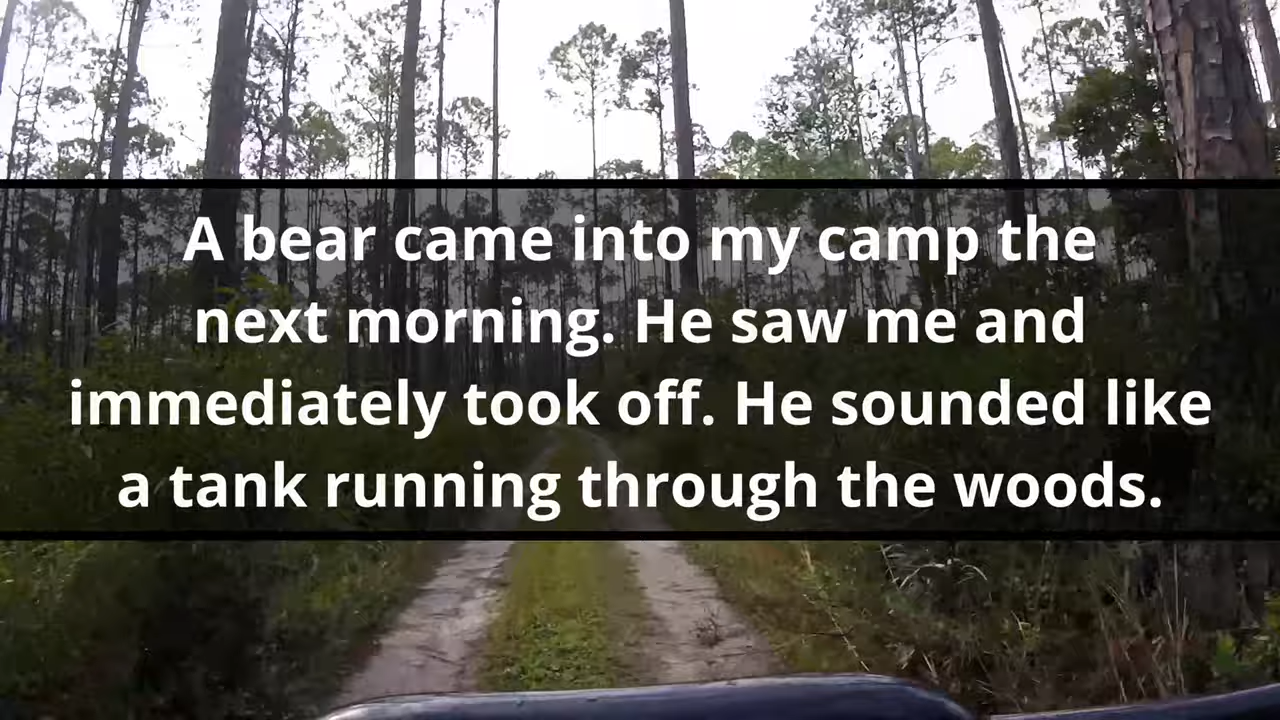 A bear came into my camp the
next morning. He saw me and
immediately took off. He sounded like
a tank running through the woods.